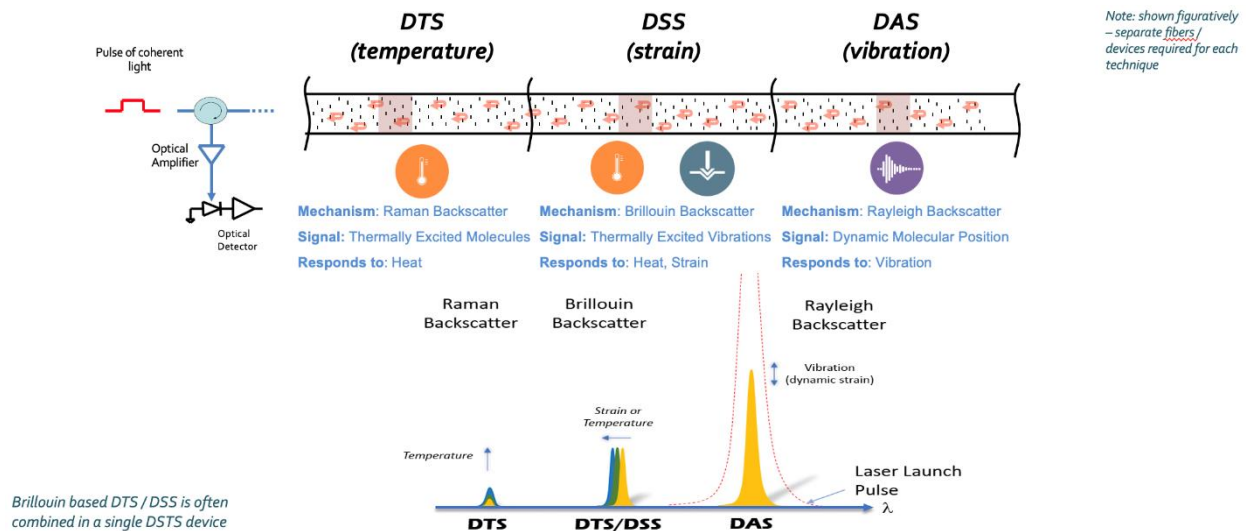 DTS
(temperature)
DSS
(strain)
DAS
(vibration)
Note: shown figuratively
– separate fibers /
devices required for each
technique
Pulse of coherent
light
Optical
Amplifier
Optical
Detector
Mechanism: Raman Backscatter
Signal: Thermally Excited Molecules
Responds to: Heat
Mechanism: Brillouin Backscatter
Signal: Thermally Excited Vibrations
Responds to: Heat, Strain
Mechanism: Rayleigh Backscatter
Signal: Dynamic Molecular Position
Responds to: Vibration
Raman
Backscatter
Brillouin
Backscatter
Rayleigh
Backscatter
Vibration
(dynamic strain)
Strain or
Temperature
Temperature
Laser Launch
Pulse
λ
DTS
DTS/DSS
DAS
Brillouin based DTS / DSS is often
combined in a single DSTS device